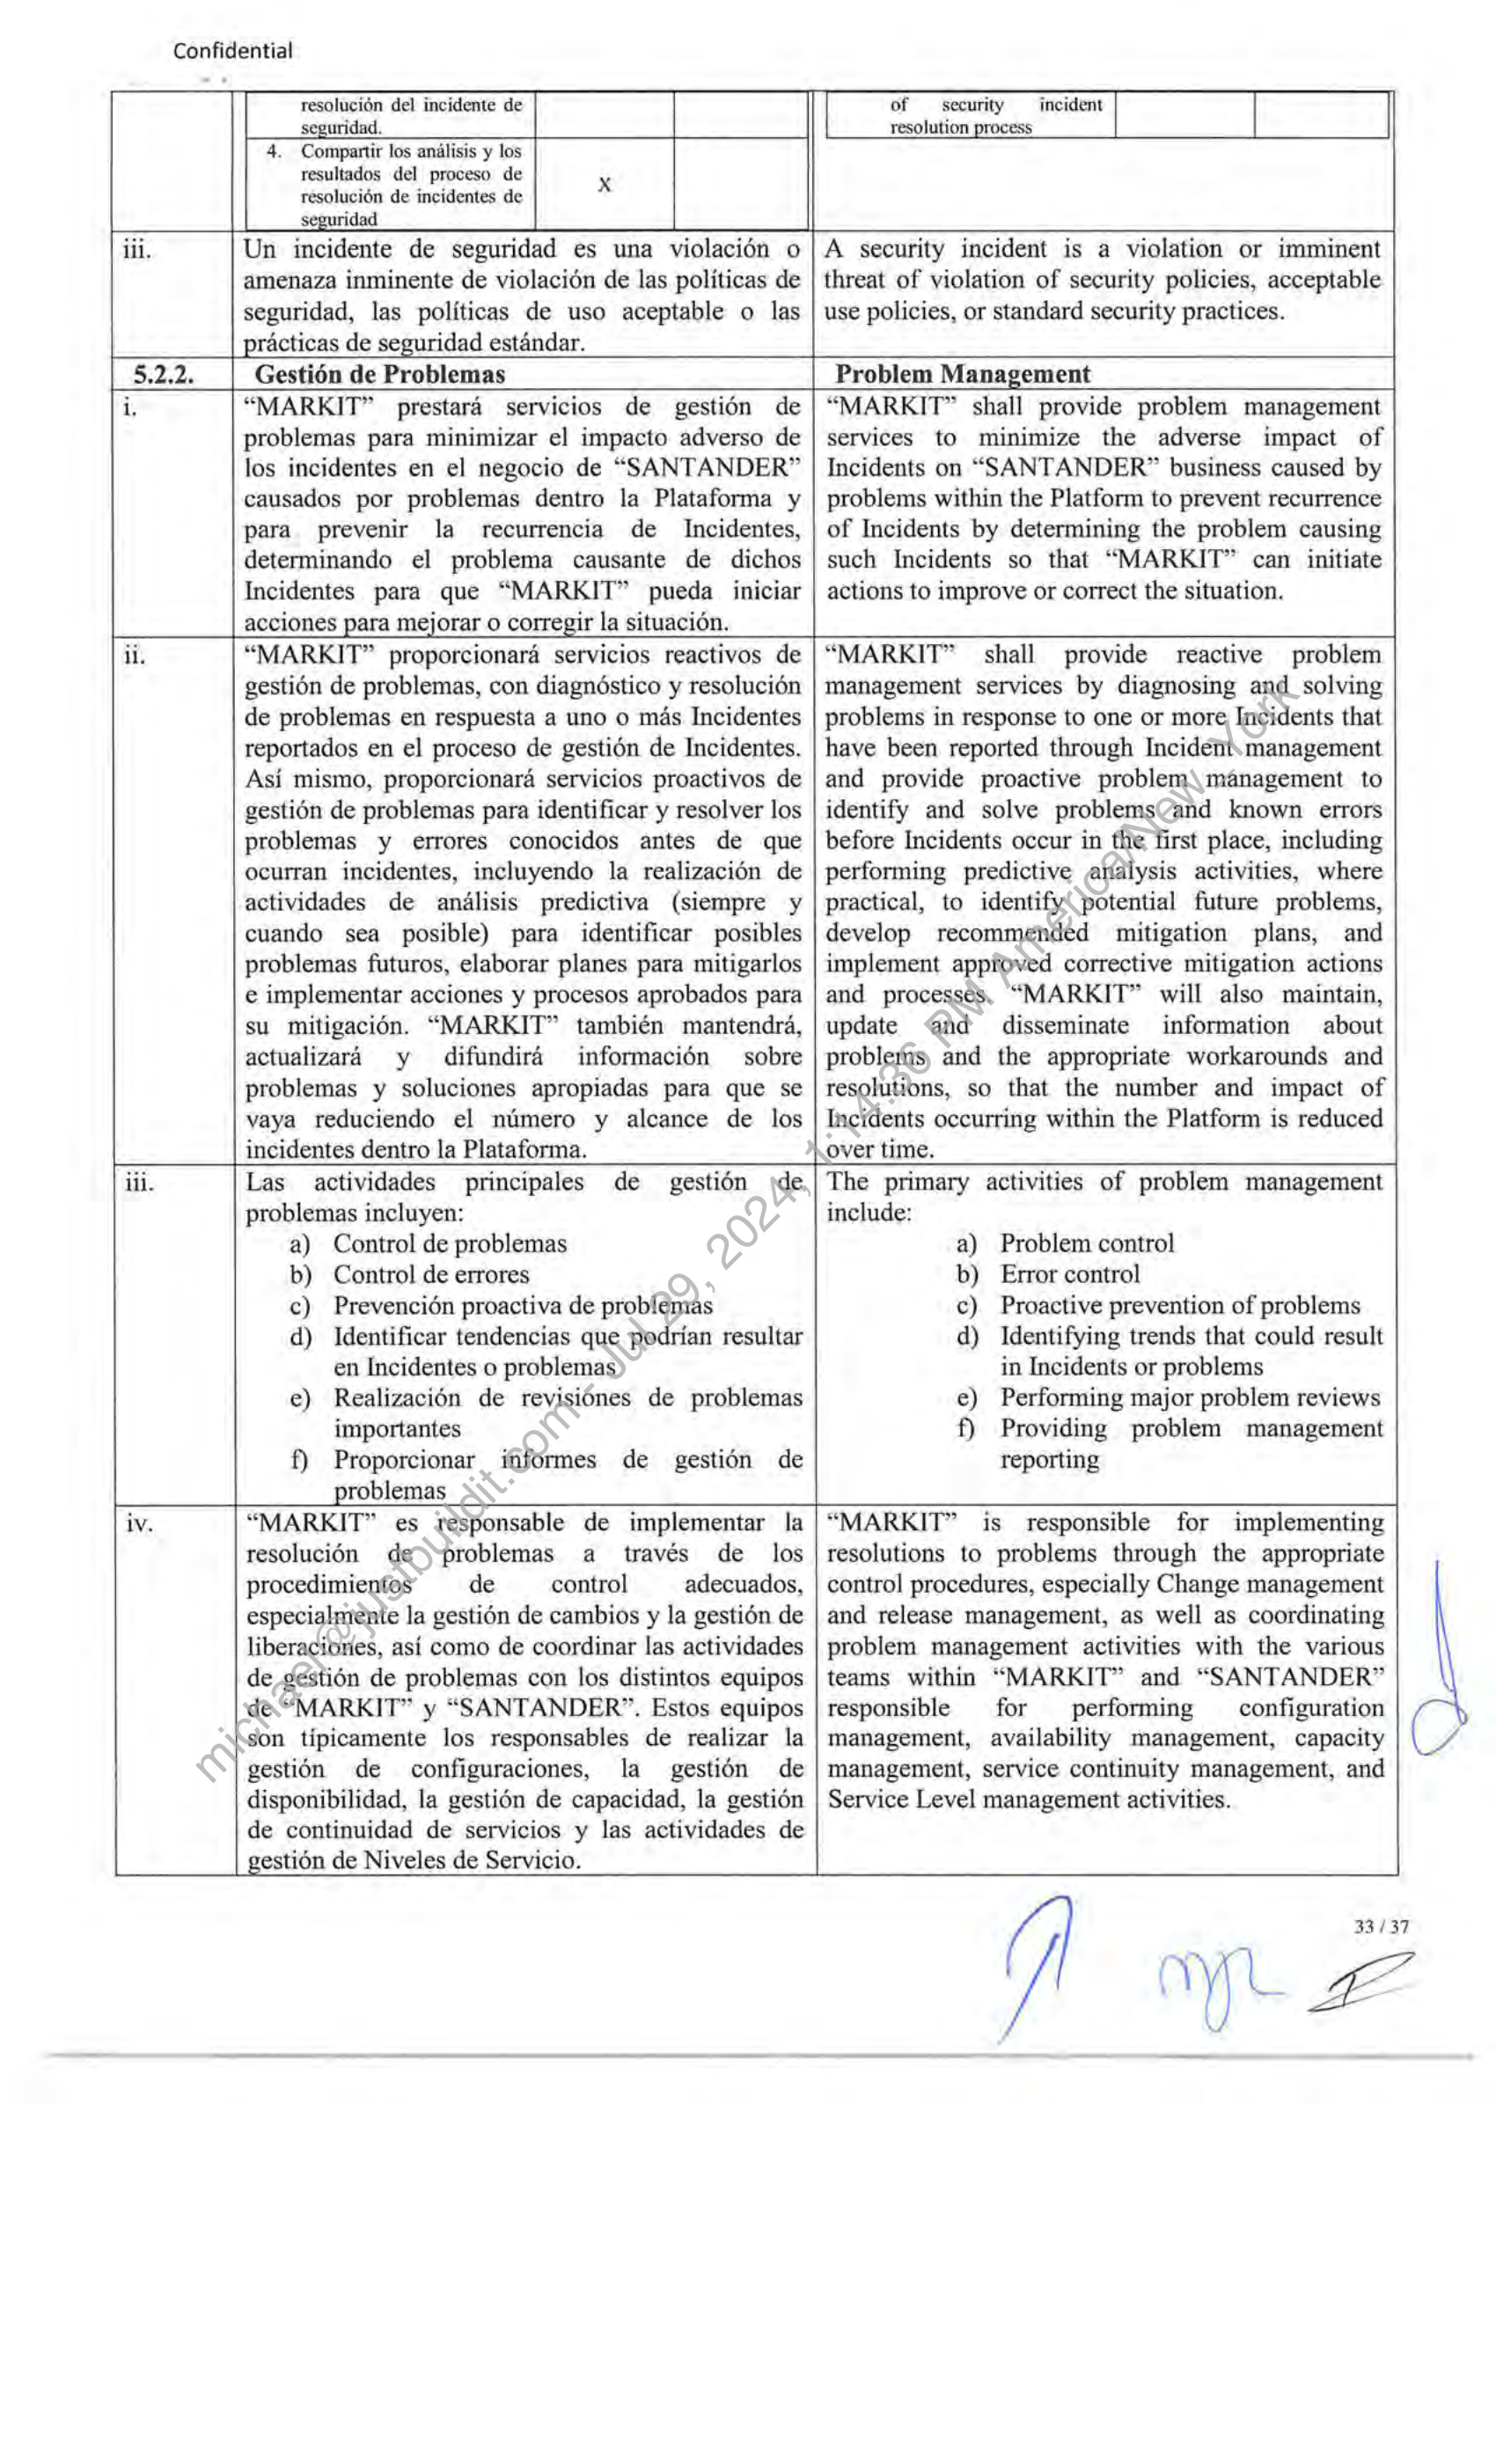 Confidential
resolución del incidente de
seguridad.
4. Compartir los análisis y los
resultados del proceso de
resolución de incidentes de
seguridad
X
of security incident
resolution process
iii.
Un incidente de seguridad es una violación o
amenaza inminente de violación de las políticas de
seguridad, las políticas de uso aceptable o las
prácticas de seguridad estándar.
A security incident is a violation or imminent
threat of violation of security policies, acceptable
use policies, or standard security practices.
5.2.2.
Gestión de Problemas
Problem Management
i.
“MARKIT” prestará servicios de gestión de
problemas para minimizar el impacto adverso de
los incidentes en el negocio de “SANTANDER”
causados por problemas dentro la Plataforma y
para prevenir la recurrencia de Incidentes,
determinando el problema causante de dichos
Incidentes para que “MARKIT” pueda iniciar
acciones para mejorar o corregir la situación.
“MARKIT” shall provide problem management
services to minimize the adverse impact of
Incidents on “SANTANDER” business caused by
problems within the Platform to prevent recurrence
of Incidents by determining the problem causing
such Incidents so that “MARKIT” can initiate
actions to improve or correct the situation.
ii.
“MARKIT” proporcionará servicios reactivos de
gestión de problemas, con diagnóstico y resolución
de problemas en respuesta a uno o más Incidentes
reportados en el proceso de gestión de Incidentes.
Así mismo, proporcionará servicios proactivos de
gestión de problemas para identificar y resolver los
problemas y errores conocidos antes de que
ocurran incidentes, incluyendo la realización de
actividades de análisis predictiva (siempre y
cuando sea posible) para identificar posibles
problemas futuros, elaborar planes para mitigarlos
e implementar acciones y procesos aprobados para
su mitigación. “MARKIT” también mantendrá,
actualizará y difundirá información sobre
problemas y soluciones apropiadas para que se
vaya reduciendo el número y alcance de los
incidentes dentro la Plataforma.
“MARKIT” shall provide reactive problem
management services by diagnosing and solving
problems in response to one or more Incidents that
have been reported through Incident management
and provide proactive problem management to
identify and solve problems and known errors
before Incidents occur in the first place, including
performing predictive analysis activities, where
practical, to identify potential future problems,
develop recommended mitigation plans, and
implement approved corrective mitigation actions
and processes. “MARKIT” will also maintain,
update and disseminate information about
problems and the appropriate workarounds and
resolutions, so that the number and impact of
Incidents occurring within the Platform is reduced
over time.
iii.
Las actividades principales de gestión de
problemas incluyen:
a) Control de problemas
b) Control de errores
c) Prevención proactiva de problemas
d) Identificar tendencias que podrían resultar
en Incidentes o problemas
e) Realización de revisiones de problemas
importantes
f) Proporcionar informes de gestión de
problemas
The primary activities of problem management
include:
a) Problem control
b) Error control
c) Proactive prevention of problems
d) Identifying trends that could result
in Incidents or problems
e) Performing major problem reviews
f) Providing problem management
reporting
iv.
“MARKIT” es responsable de implementar la
resolución de problemas a través de los
procedimientos de control adecuados,
especialmente la gestión de cambios y la gestión de
liberaciones, así como de coordinar las actividades
de gestión de problemas con los distintos equipos
de “MARKIT” y “SANTANDER”. Estos equipos
son típicamente los responsables de realizar la
gestión de configuraciones, la gestión de
disponibilidad, la gestión de capacidad, la gestión
de continuidad de servicios y las actividades de
gestión de Niveles de Servicio.
“MARKIT” is responsible for implementing
resolutions to problems through the appropriate
control procedures, especially Change management
and release management, as well as coordinating
problem management activities with the various
teams within “MARKIT” and “SANTANDER”
responsible for performing configuration
management, availability management, capacity
management, service continuity management, and
Service Level management activities.
michael@justbuildit.com - Jul 29, 2024, 1:14:36 PM America/New_York
33 / 37